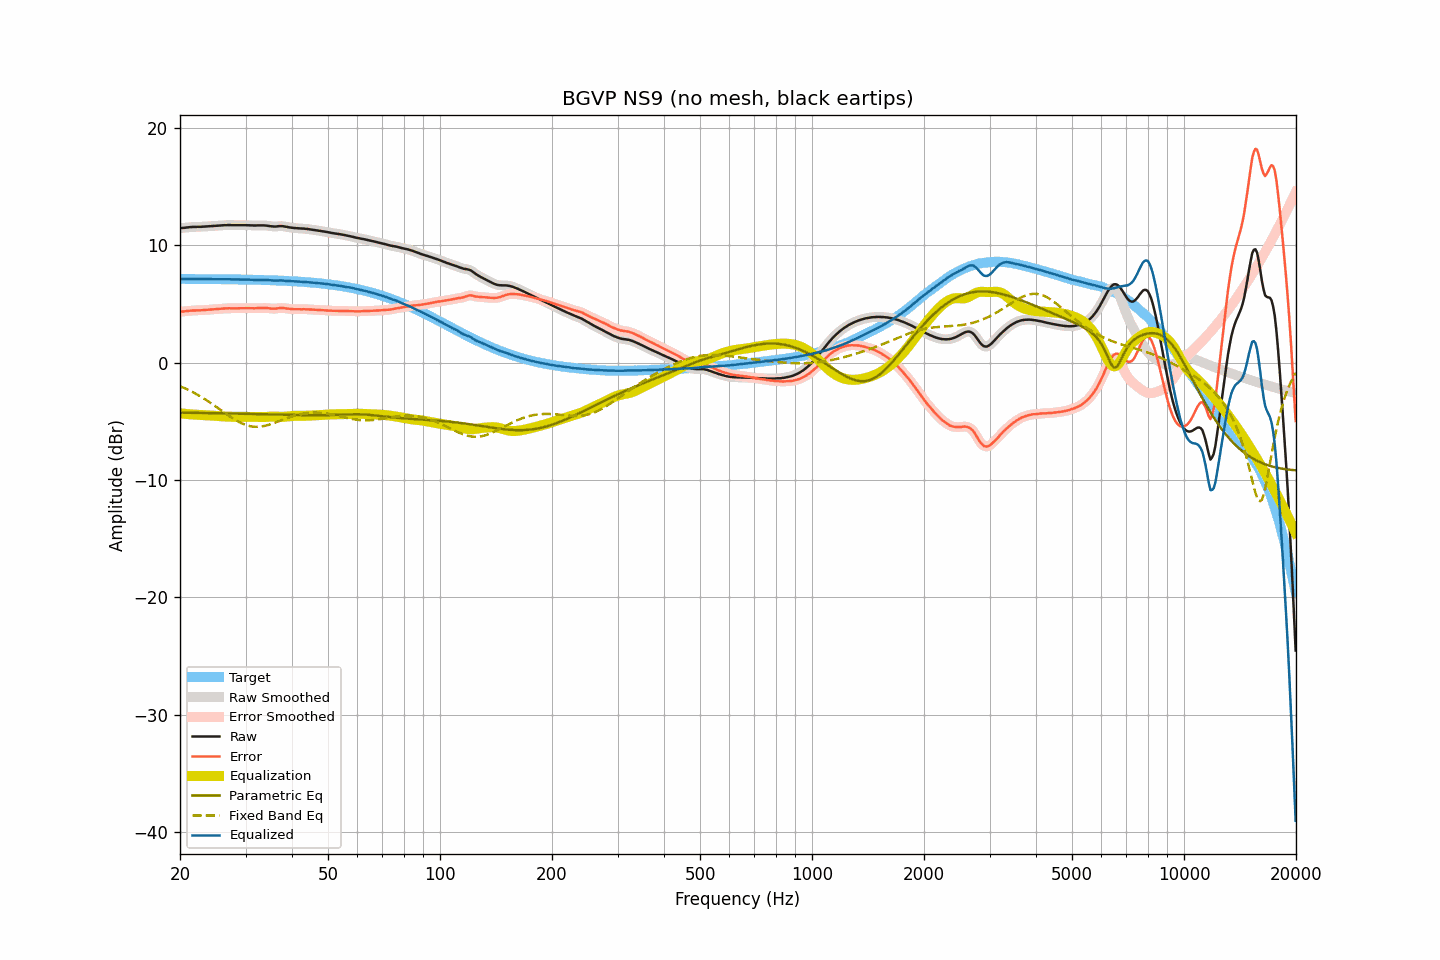 BGVP NS9 (no mesh, black eartips)
20
10
0
−10
−20
−30
−40
Amplitude (dBr)
Target
Raw Smoothed
Error Smoothed
Raw
Error
Equalization
Parametric Eq
Fixed Band Eq
Equalized
20 50 100 200 500 1000 2000 5000 10000 20000
Frequency (Hz)